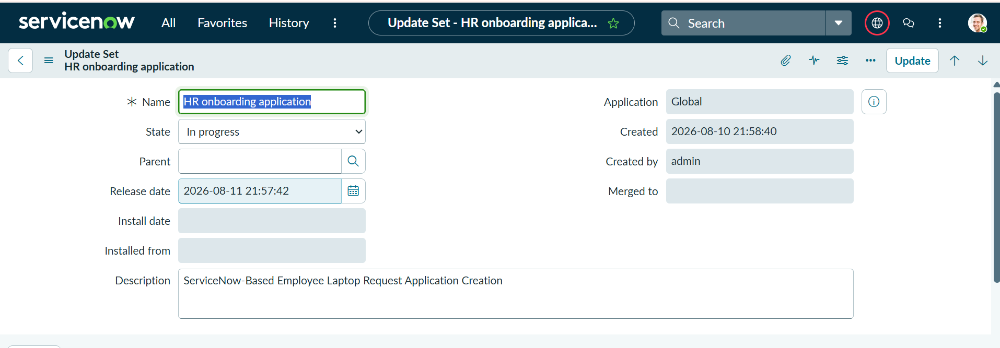 servicenow All Favorites History Update Set - HR onboarding applica... Search
Update Set
HR onboarding application
Update
Name HR onboarding application
Application Global
State In progress
Created 2026-08-10 21:58:40
Parent
Created by admin
Release date 2026-08-11 21:57:42
Merged to
Install date
Installed from
Description ServiceNow-Based Employee Laptop Request Application Creation